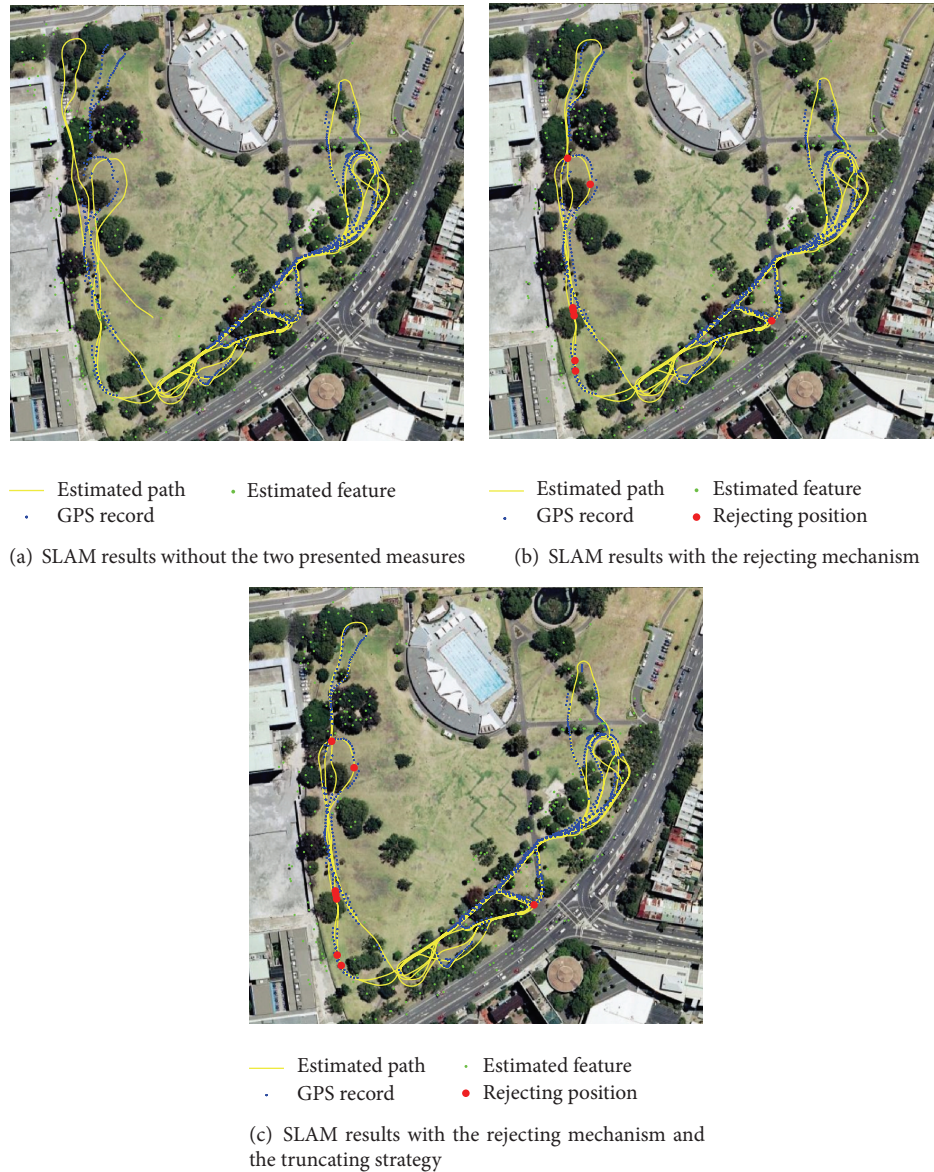 Estimated path
Estimated feature
GPS record
(a) SLAM results without the two presented measures
Estimated path
Estimated feature
GPS record
Rejecting position
(b) SLAM results with the rejecting mechanism
Estimated path
Estimated feature
GPS record
Rejecting position
(c) SLAM results with the rejecting mechanism and
the truncating strategy